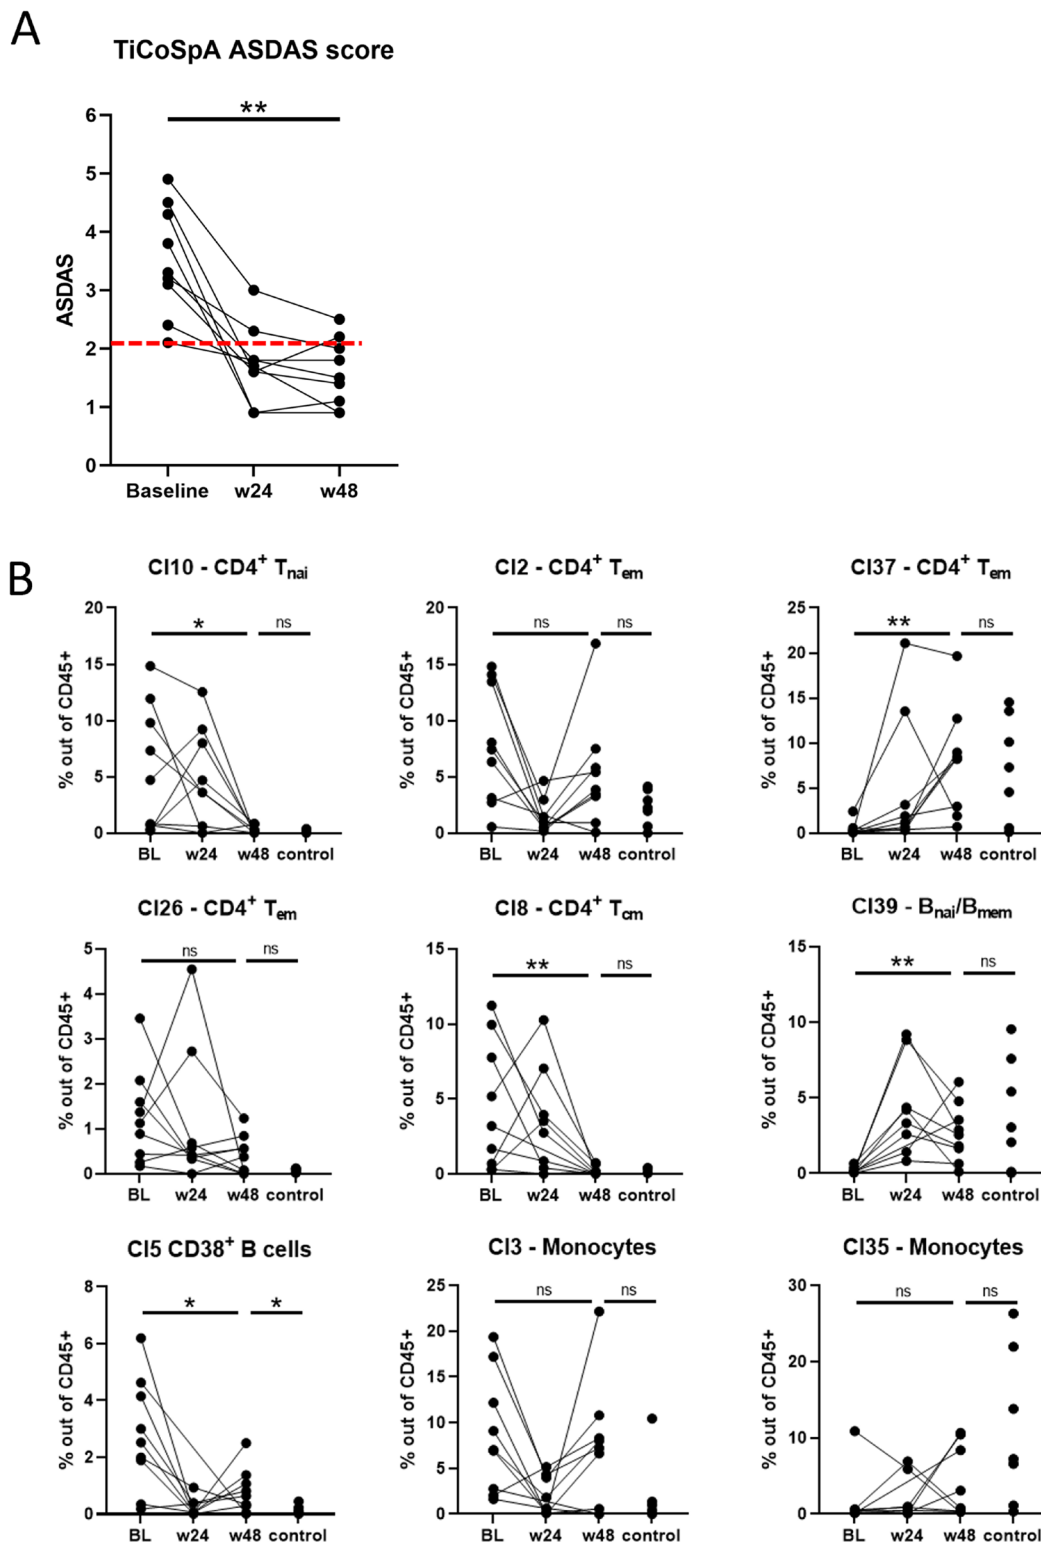 A
TiCoSpA ASDAS score
**
6
5
4
3
2
1
0
ASDAS
Baseline w24 w48
B
Cl10 - CD4+ Tnai
* ns
20
15
10
5
0
% out of CD45+
BL w24 w48 control
Cl2 - CD4+ Tem
ns ns
20
15
10
5
0
% out of CD45+
BL w24 w48 control
Cl37 - CD4+ Tem
** ns
25
20
15
10
5
0
% out of CD45+
BL w24 w48 control
Cl26 - CD4+ Tem
ns ns
5
4
3
2
1
0
% out of CD45+
BL w24 w48 control
Cl8 - CD4+ Tcm
** ns
15
10
5
0
% out of CD45+
BL w24 w48 control
Cl39 - Bnai/Bmem
** ns
15
10
5
0
% out of CD45+
BL w24 w48 control
Cl5 CD38+ B cells
* *
8
6
4
2
0
% out of CD45+
BL w24 w48 control
Cl3 - Monocytes
ns ns
25
20
15
10
5
0
% out of CD45+
BL w24 w48 control
Cl35 - Monocytes
ns ns
30
20
10
0
% out of CD45+
BL w24 w48 control